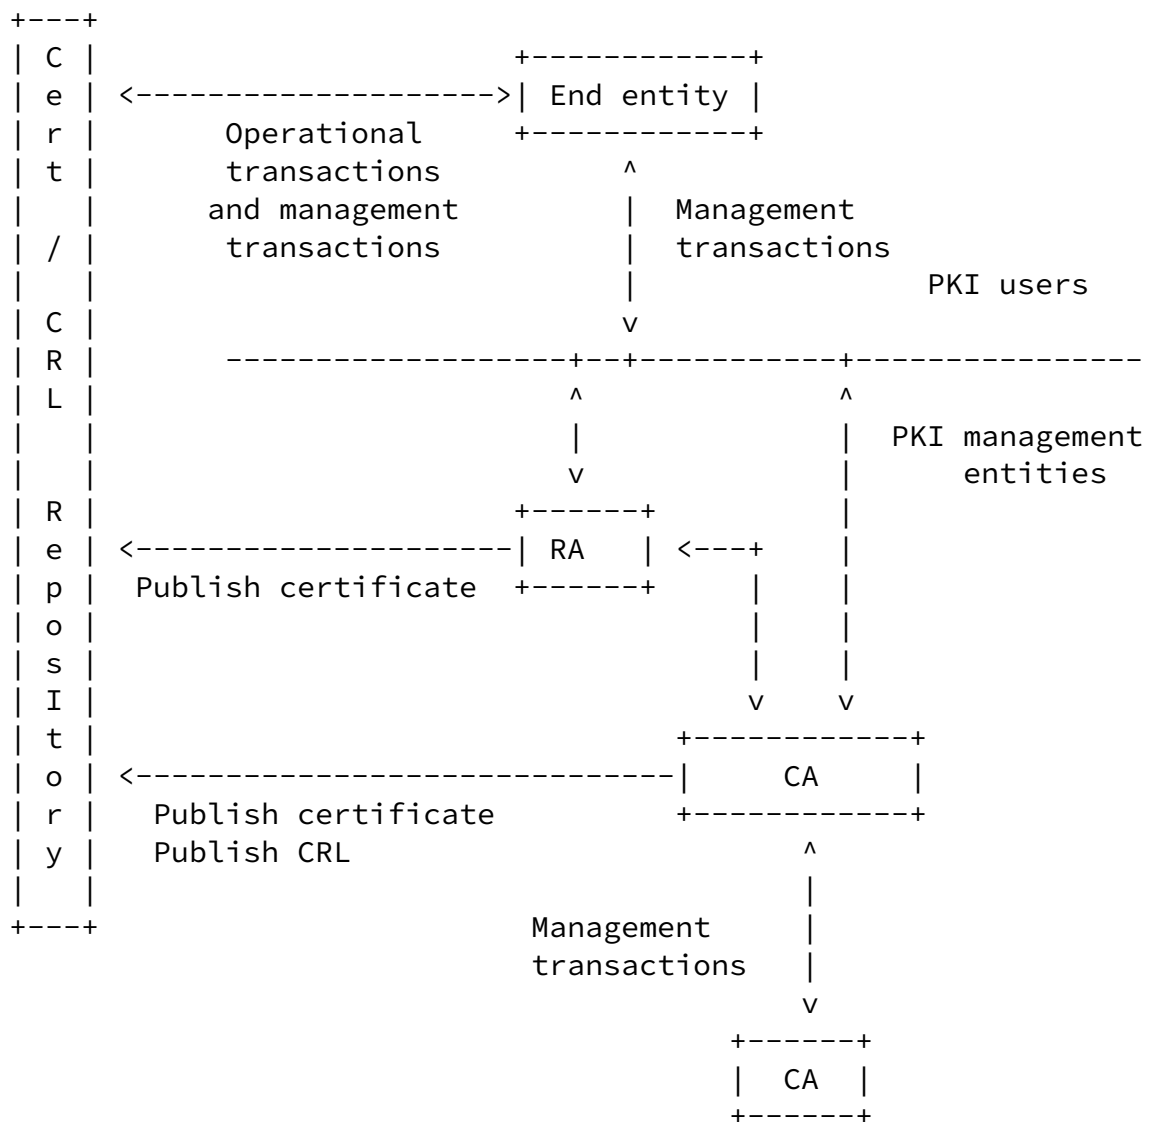 +---+
| C |                       +------------+
| e | <-------------------->| End entity |
| r |       Operational     +------------+
| t |       transactions          ^
|   |      and management         |  Management
| / |       transactions          |  transactions
|   |                             |                PKI users
| C |                             v
| R |       -------------------+--+-----------+----------------
| L |                          ^              ^
|   |                          |              |  PKI management
|   |                          v              |      entities
| R |                       +------+          |
| e | <---------------------| RA   | <---+    |
| p |  Publish certificate  +------+     |    |
| o |                                    |    |
| s |                                    |    |
| I |                                    v    v
| t |                                +------------+
| o | <------------------------------|     CA     |
| r |   Publish certificate          +------------+
| y |   Publish CRL                         ^
|   |                                       |
+---+                        Management     |
                             transactions   |
                                            v
                                        +------+
                                        |  CA  |
                                        +------+